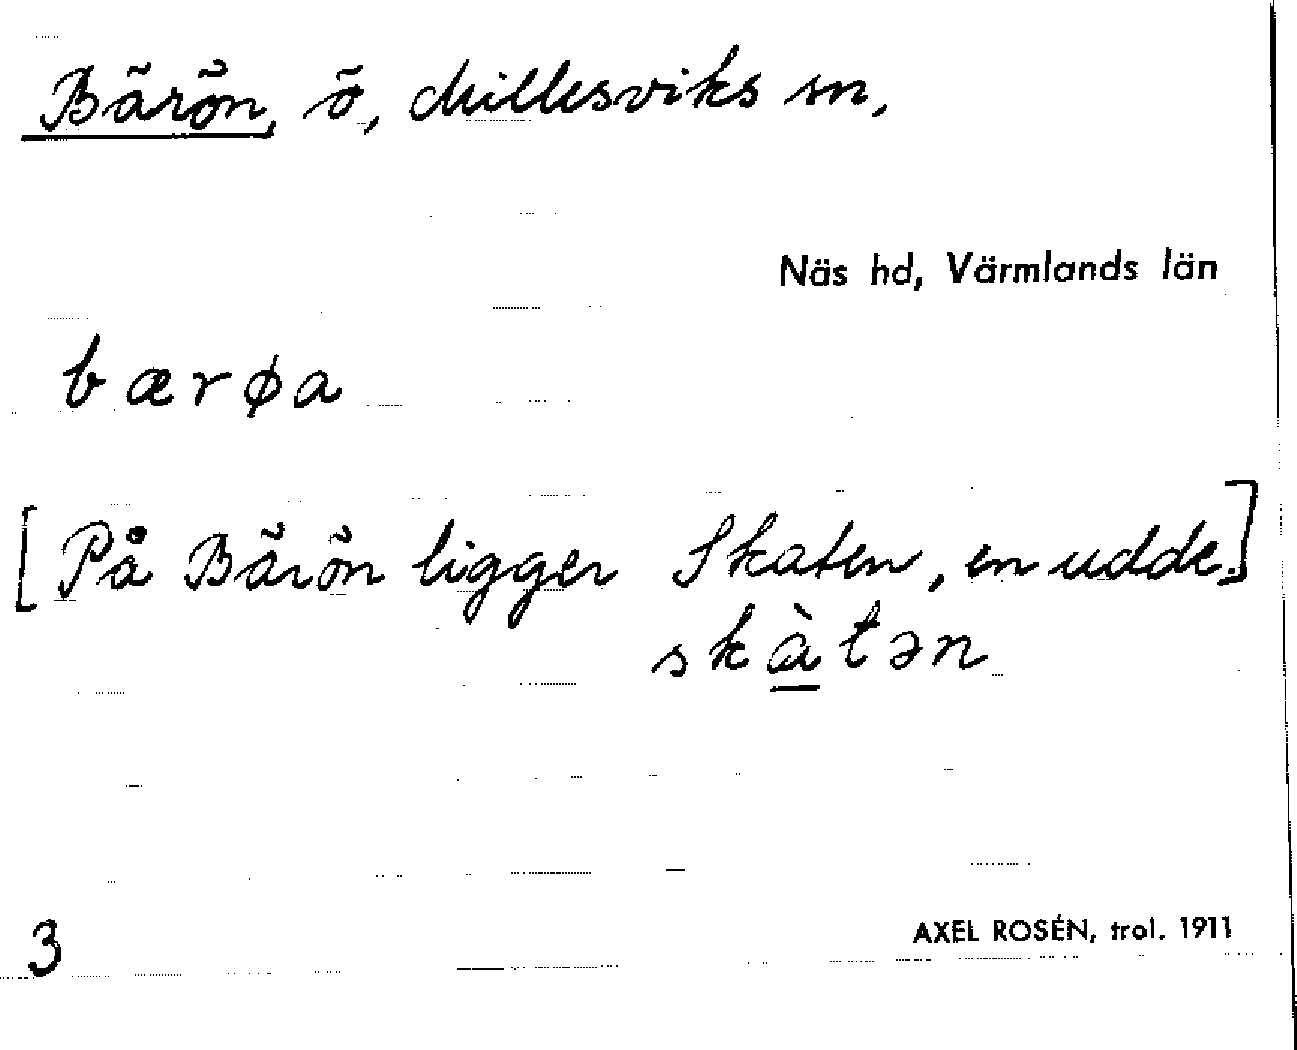 Bärön, ö, Millesviks sn,
Näs hd, Värmlands län
bærøa
[På Bärön ligger Skaten, en udde.]
skàtən
3
AXEL ROSÉN, trol. 1911